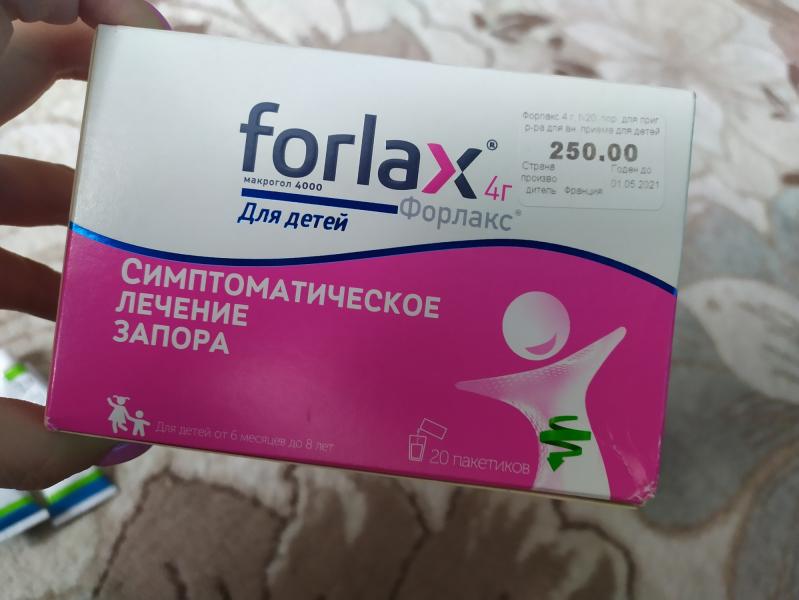 forlax®
макрогол 4000
4г
Форлакс®
Для детей
Форлакс 4 г, N20, пор. для приг
р-ра для вн. приема для детей
250.00
Страна Годен до
произво 01.05.2021
дитель Франция
СИМПТОМАТИЧЕСКОЕ
ЛЕЧЕНИЕ
ЗАПОРА
Для детей от 6 месяцев до 8 лет
20 пакетиков